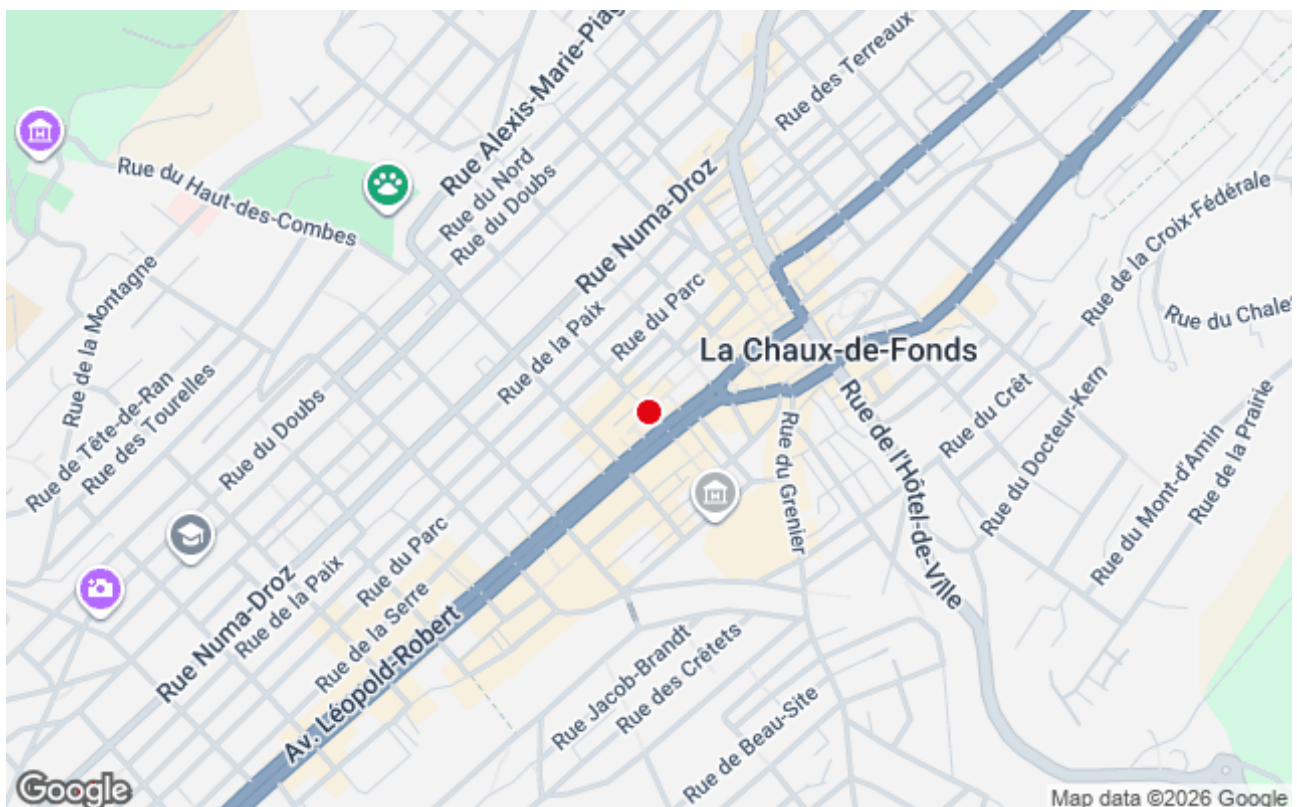 Rue Alexis-Marie-Piag
Rue des Terreaux
Rue du Haut-des-Combes
Rue du Nord
Rue du Doubs
Rue Numa-Droz
Rue de la Croix-Fédérale
Rue de la Montagne
Rue du Parc
Rue de la Paix
Rue du Chale
La Chaux-de-Fonds
Rue de Tête-de-Ran
Rue des Tourelles
Rue du Doubs
Rue du Crêt
Rue du Docteur-Kern
Rue de l'Hôtel-de-Ville
Rue du Grenier
Rue du Mont-d'Amin
Rue de la Prairie
Rue du Parc
Rue de la Paix
Rue Numa-Droz
Rue de la Serre
Av. Léopold-Robert
Rue Jacob-Brandt
Rue des Crêtets
Rue de Beau-Site
Google
Map data ©2026 Google